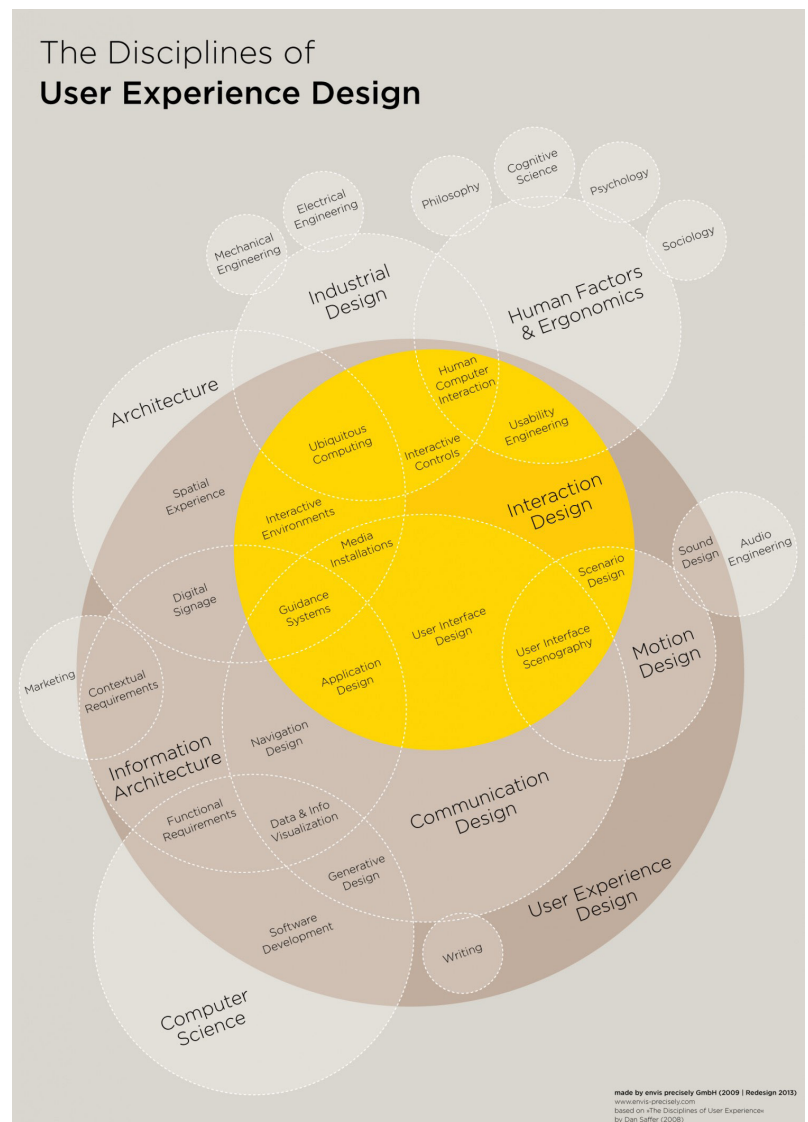 The Disciplines of
User Experience Design
Cognitive
Science
Philosophy
Psychology
Electrical
Engineering
Mechanical
Engineering
Sociology
Industrial
Design
Human Factors
& Ergonomics
Architecture
Human
Computer
Interaction
Ubiquitous
Computing
Interactive
Controls
Usability
Engineering
Spatial
Experience
Interactive
Environments
Interaction
Design
Media
Installations
Sound
Design
Audio
Engineering
Scenario
Design
Digital
Signage
Guidance
Systems
User Interface
Design
User Interface
Scenography
Motion
Design
Marketing
Contextual
Requirements
Application
Design
Navigation
Design
Information
Architecture
Communication
Design
Functional
Requirements
Data & Info
Visualization
Generative
Design
User Experience
Design
Software
Development
Writing
Computer
Science
made by envis precisely GmbH (2009 | Redesign 2013)
www.envis-precisely.com
based on »The Disciplines of User Experience«
by Dan Saffer (2008)